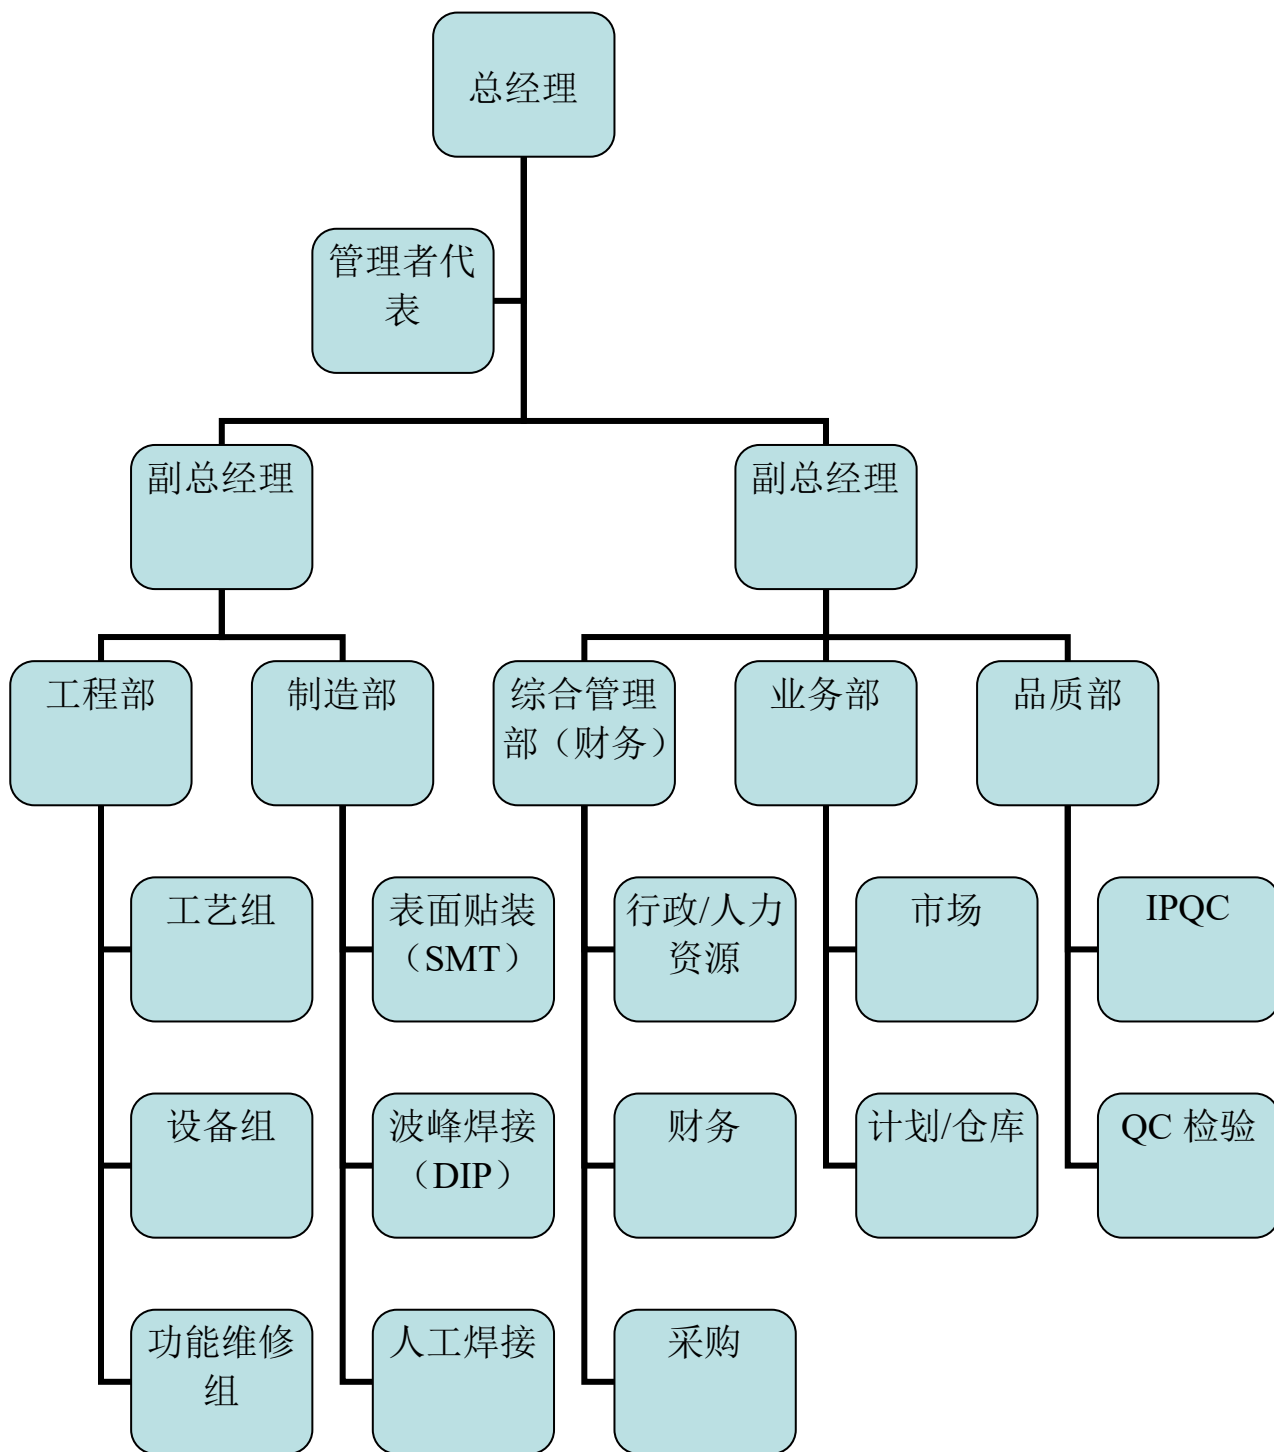 总经理
管理者代
表
副总经理
副总经理
工程部
制造部
综合管理
部（财务）
业务部
品质部
工艺组
表面贴装
（SMT）
行政/人力
资源
市场
IPQC
设备组
波峰焊接
（DIP）
财务
计划/仓库
QC 检验
功能维修
组
人工焊接
采购